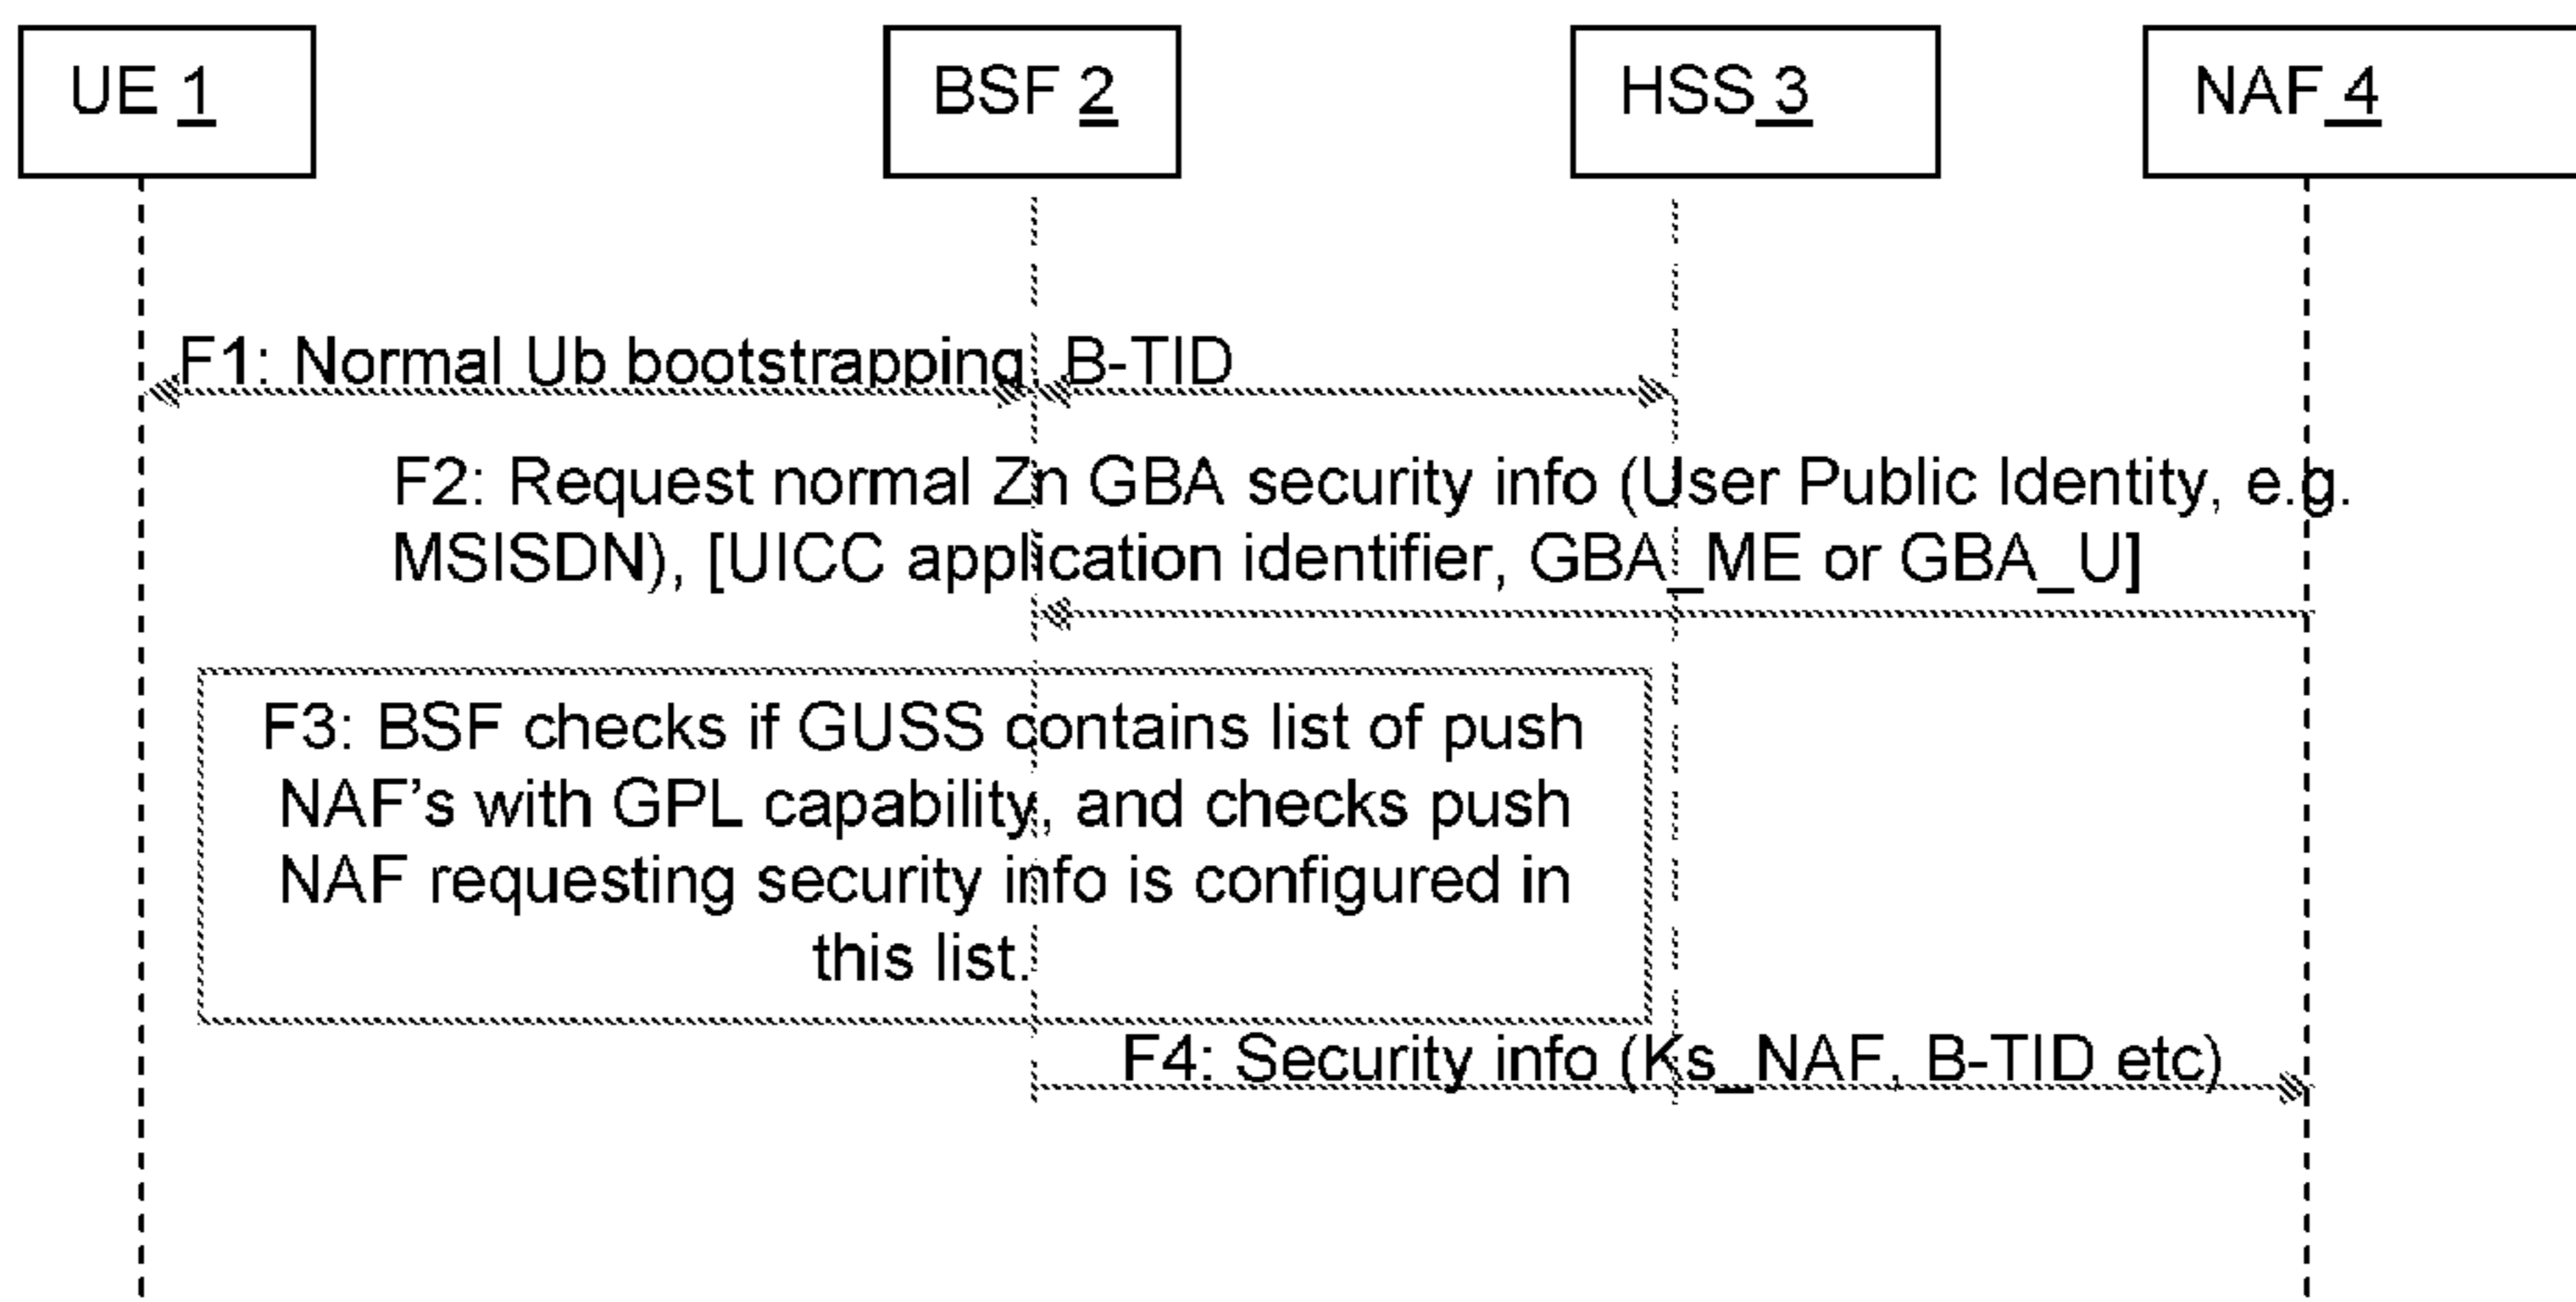 UE 1
BSF 2
HSS 3
NAF 4
F1: Normal Ub bootstrapping
B-TID
F2: Request normal Zn GBA security info (User Public Identity, e.g.
MSISDN), [UICC application identifier, GBA_ME or GBA_U]
F3: BSF checks if GUSS contains list of push
NAF's with GPL capability, and checks push
NAF requesting security info is configured in
this list.
F4: Security info (Ks_NAF, B-TID etc)